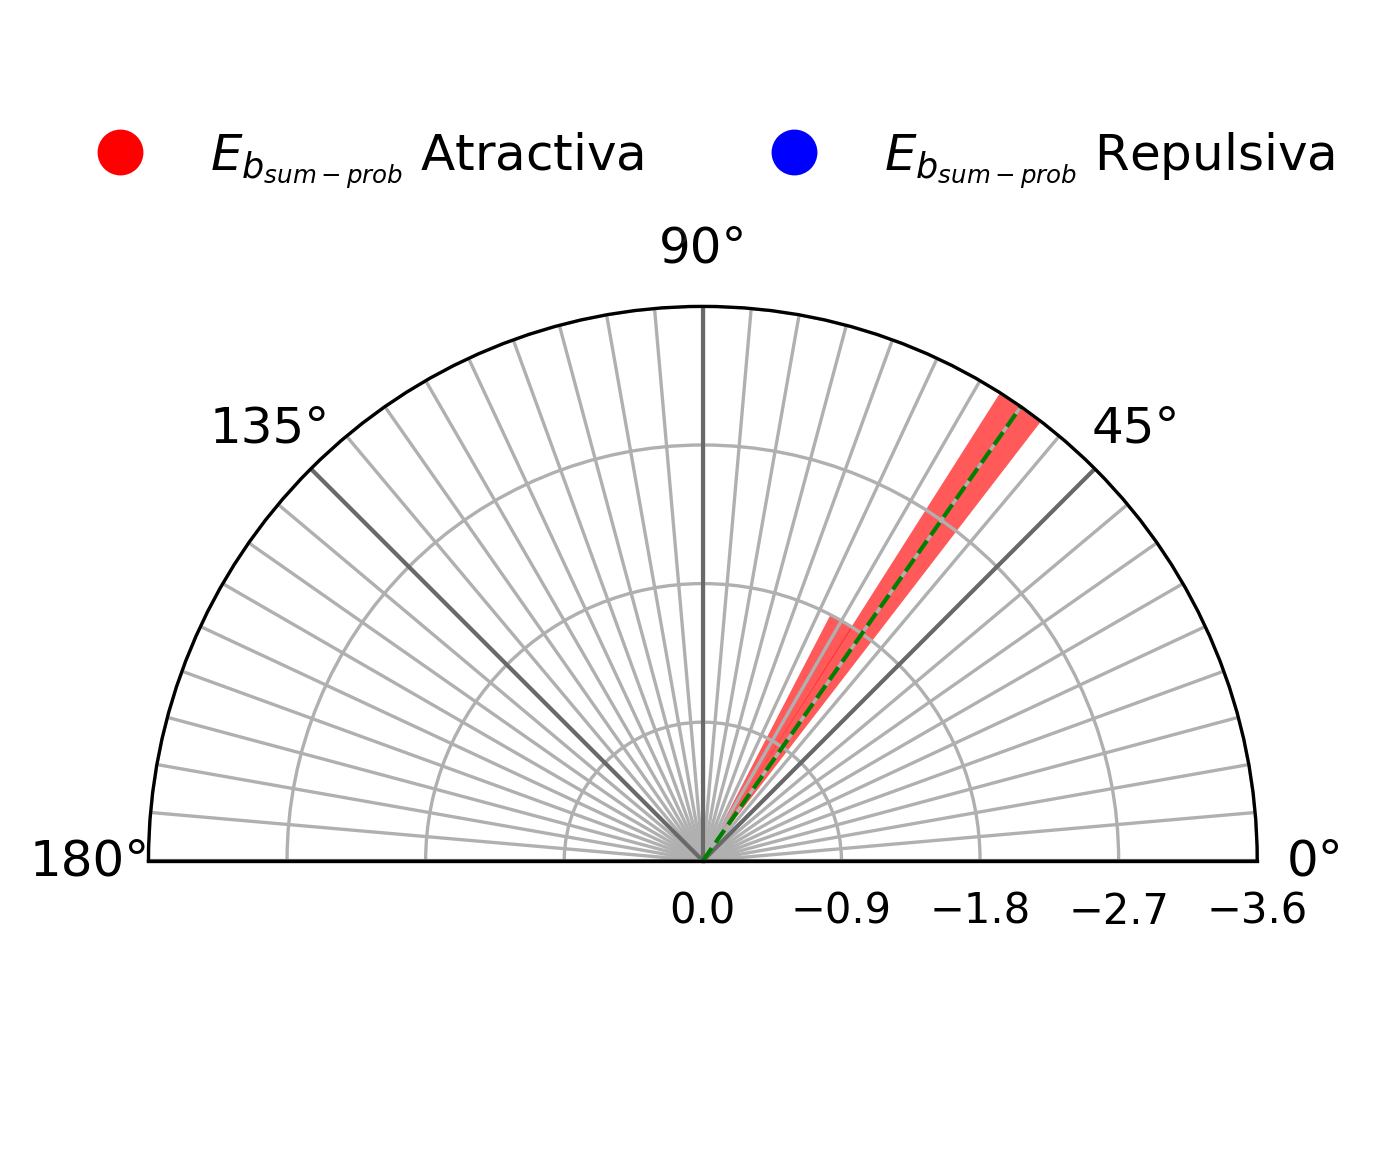 E_{b_{sum-prob}} Atractiva E_{b_{sum-prob}} Repulsiva
90°
135° 45°
180° 0°
0.0 −0.9 −1.8 −2.7 −3.6